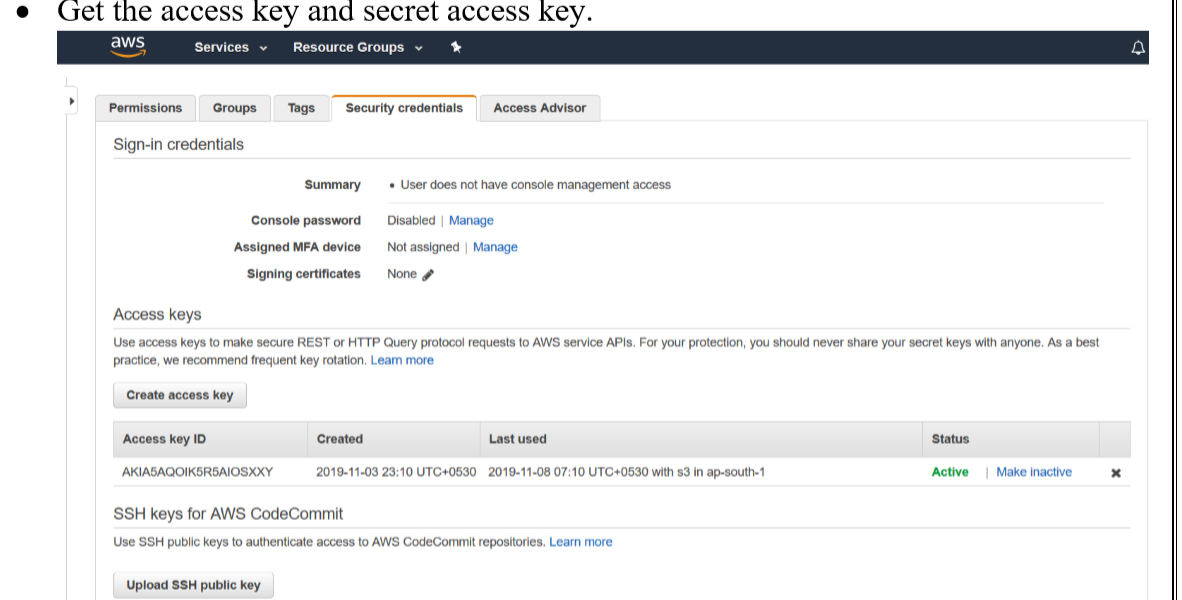 • Get the access key and secret access key.
aws Services Resource Groups
Permissions Groups Tags Security credentials Access Advisor
Sign-in credentials
Summary • User does not have console management access
Console password Disabled | Manage
Assigned MFA device Not assigned | Manage
Signing certificates None
Access keys
Use access keys to make secure REST or HTTP Query protocol requests to AWS service APIs. For your protection, you should never share your secret keys with anyone. As a best
practice, we recommend frequent key rotation. Learn more
Create access key
Access key ID Created Last used Status
AKIA5AQOIK5R5AIOSXXY 2019-11-03 23:10 UTC+0530 2019-11-08 07:10 UTC+0530 with s3 in ap-south-1 Active | Make inactive
SSH keys for AWS CodeCommit
Use SSH public keys to authenticate access to AWS CodeCommit repositories. Learn more
Upload SSH public key